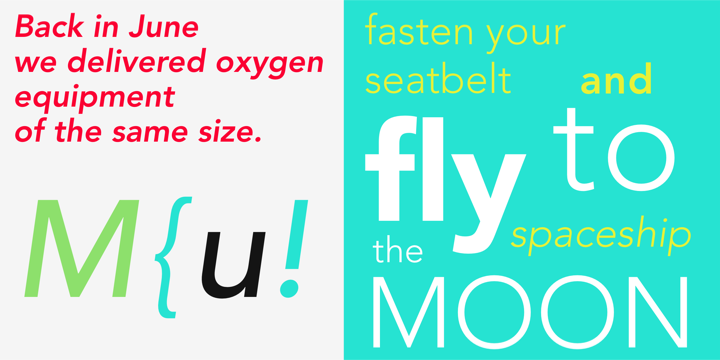 Back in June
we delivered oxygen
equipment
of the same size.
M{u!
fasten your
seatbelt and
fly to
spaceship
the
MOON